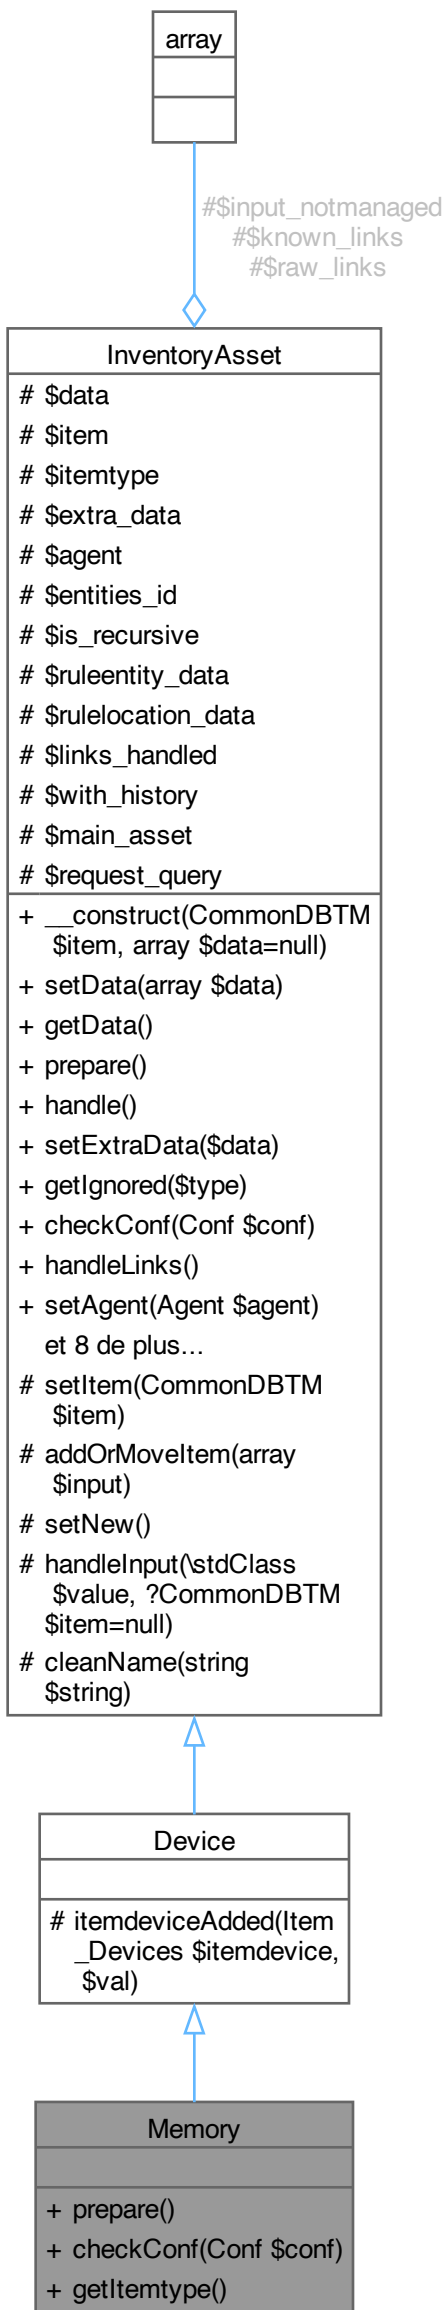 array
#$input_notmanaged
#$known_links
#$raw_links
InventoryAsset
# $data
# $item
# $itemtype
# $extra_data
# $agent
# $entities_id
# $is_recursive
# $ruleentity_data
# $rulelocation_data
# $links_handled
# $with_history
# $main_asset
# $request_query
+ __construct(CommonDBTM
$item, array $data=null)
+ setData(array $data)
+ getData()
+ prepare()
+ handle()
+ setExtraData($data)
+ getIgnored($type)
+ checkConf(Conf $conf)
+ handleLinks()
+ setAgent(Agent $agent)
et 8 de plus...
# setItem(CommonDBTM
$item)
# addOrMoveItem(array
$input)
# setNew()
# handleInput(\stdClass
$value, ?CommonDBTM
$item=null)
# cleanName(string
$string)
Device
# itemdeviceAdded(Item
_Devices $itemdevice,
$val)
Memory
+ prepare()
+ checkConf(Conf $conf)
+ getItemtype()